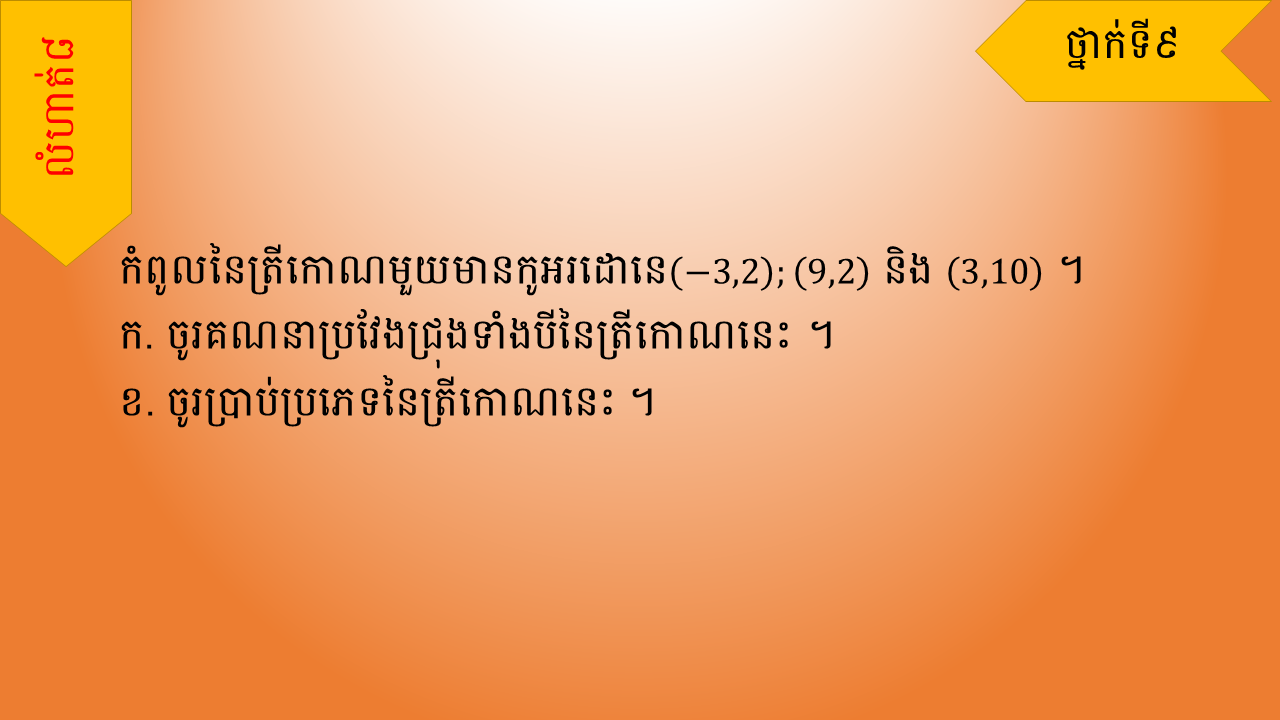 លំហាត់៨
ថ្នាក់ទី៩
កំពូលនៃត្រីកោណមួយមានកូអរដោនេ(−3,2); (9,2) និង (3,10) ។
ក. ចូរគណនាប្រវែងជ្រុងទាំងបីនៃត្រីកោណនេះ ។
ខ. ចូរប្រាប់ប្រភេទនៃត្រីកោណនេះ ។